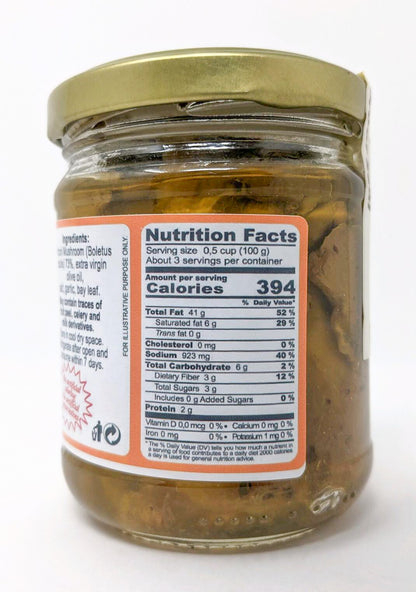 Ingredients:
Mushroom (Boletus
73%, extra virgin
olive oil,
salt, garlic, bay leaf.
contain traces of
celery and
milk derivatives.
in cool dry space.
after open and
within 7 days.
FOR ILLUSTRATIVE PURPOSE ONLY.
Nutrition Facts
Serving size 0,5 cup (100 g)
About 3 servings per container
Amount per serving
Calories 394
% Daily Value*
Total Fat 41 g 52 %
Saturated fat 6 g 29 %
Trans fat 0 g
Cholesterol 0 mg 0 %
Sodium 923 mg 40 %
Total Carbohydrate 6 g 2 %
Dietary Fiber 3 g 12 %
Total Sugars 3 g
Includes 0 g Added Sugars 0 %
Protein 2 g
Vitamin D 0,0 mcg 0 % • Calcium 0 mg 0 %
Iron 0 mg 0 % • Potassium 1 mg 0 %
* The % Daily Value (DV) tells you how much a nutrient in
a serving of food contributes to a daily diet 2000 calories
a day is used for general nutrition advice.